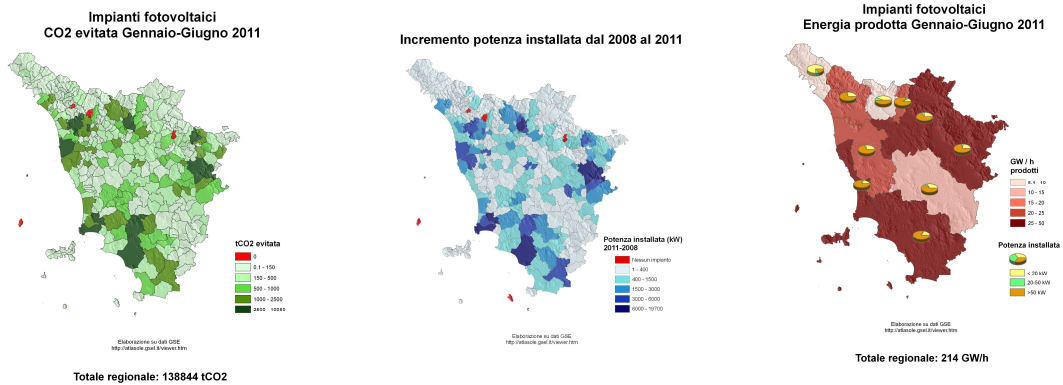 Impianti fotovoltaici
CO2 evitata Gennaio-Giugno 2011
tCO2 evitata
0
0.1 - 150
150 - 500
500 - 1000
1000 - 2500
Elaborazione su dati GSE
http://atlasole.gsel.it/viewer.htm
Totale regionale: 138844 tCO2
Incremento potenza installata dal 2008 al 2011
Potenza installata (kW)
2011-2008
Nessun impianto
1 - 400
400 - 1500
1500 - 3000
3000 - 6000
6000 - 19700
Elaborazione su dati GSE
http://atlasole.gsel.it/viewer.htm
Impianti fotovoltaici
Energia prodotta Gennaio-Giugno 2011
GW / h
prodotti
10 - 15
15 - 20
20 - 25
25 - 50
Potenza installata
< 20 kW
20-50 kW
>50 kW
Elaborazione su dati GSE
http://atlasole.gsel.it/viewer.htm
Totale regionale: 214 GW/h